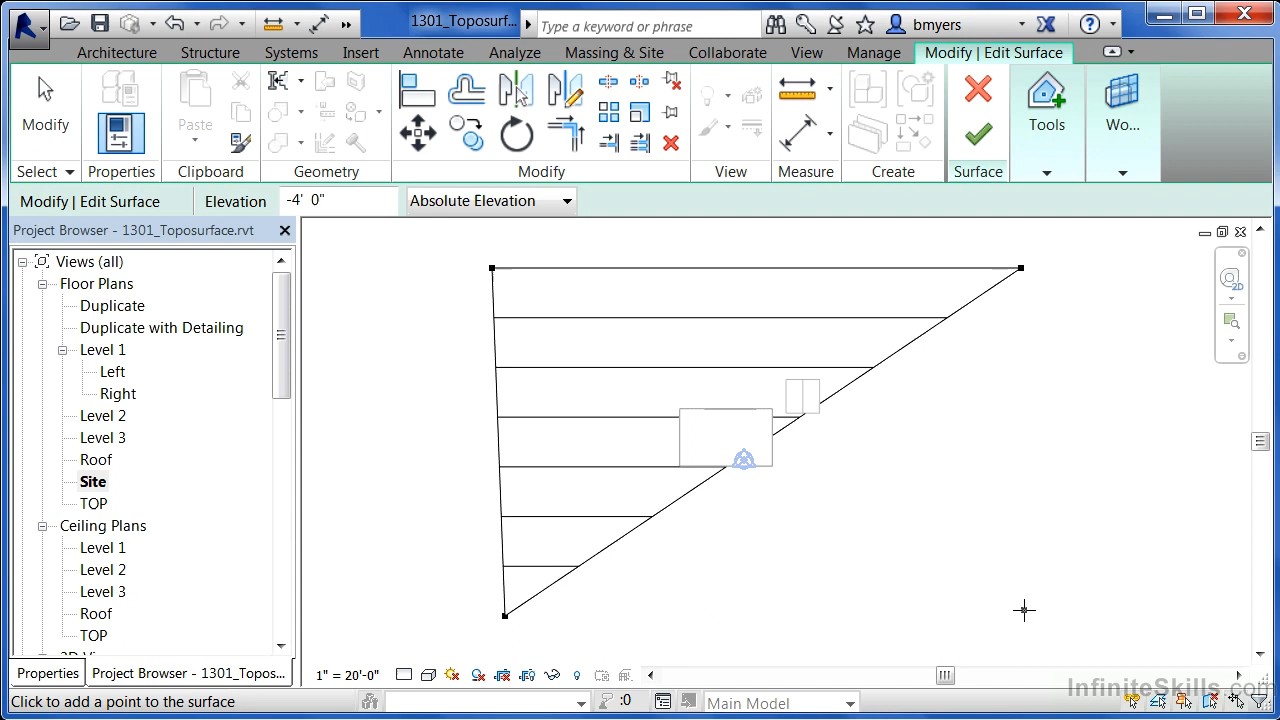 1301_Toposurf...
Type a keyword or phrase
bmyers
Architecture
Structure
Systems
Insert
Annotate
Analyze
Massing & Site
Collaborate
View
Manage
Modify | Edit Surface
Modify
Paste
Tools
Wo...
Select
Properties
Clipboard
Geometry
Modify
View
Measure
Create
Surface
Modify | Edit Surface
Elevation
-4' 0"
Absolute Elevation
Project Browser - 1301_Toposurface.rvt
Views (all)
Floor Plans
Duplicate
Duplicate with Detailing
Level 1
Left
Right
Level 2
Level 3
Roof
Site
TOP
Ceiling Plans
Level 1
Level 2
Level 3
Roof
TOP
2D
Properties
Project Browser - 1301_Topos...
1" = 20'-0"
Click to add a point to the surface
:0
Main Model
InfiniteSkills.com